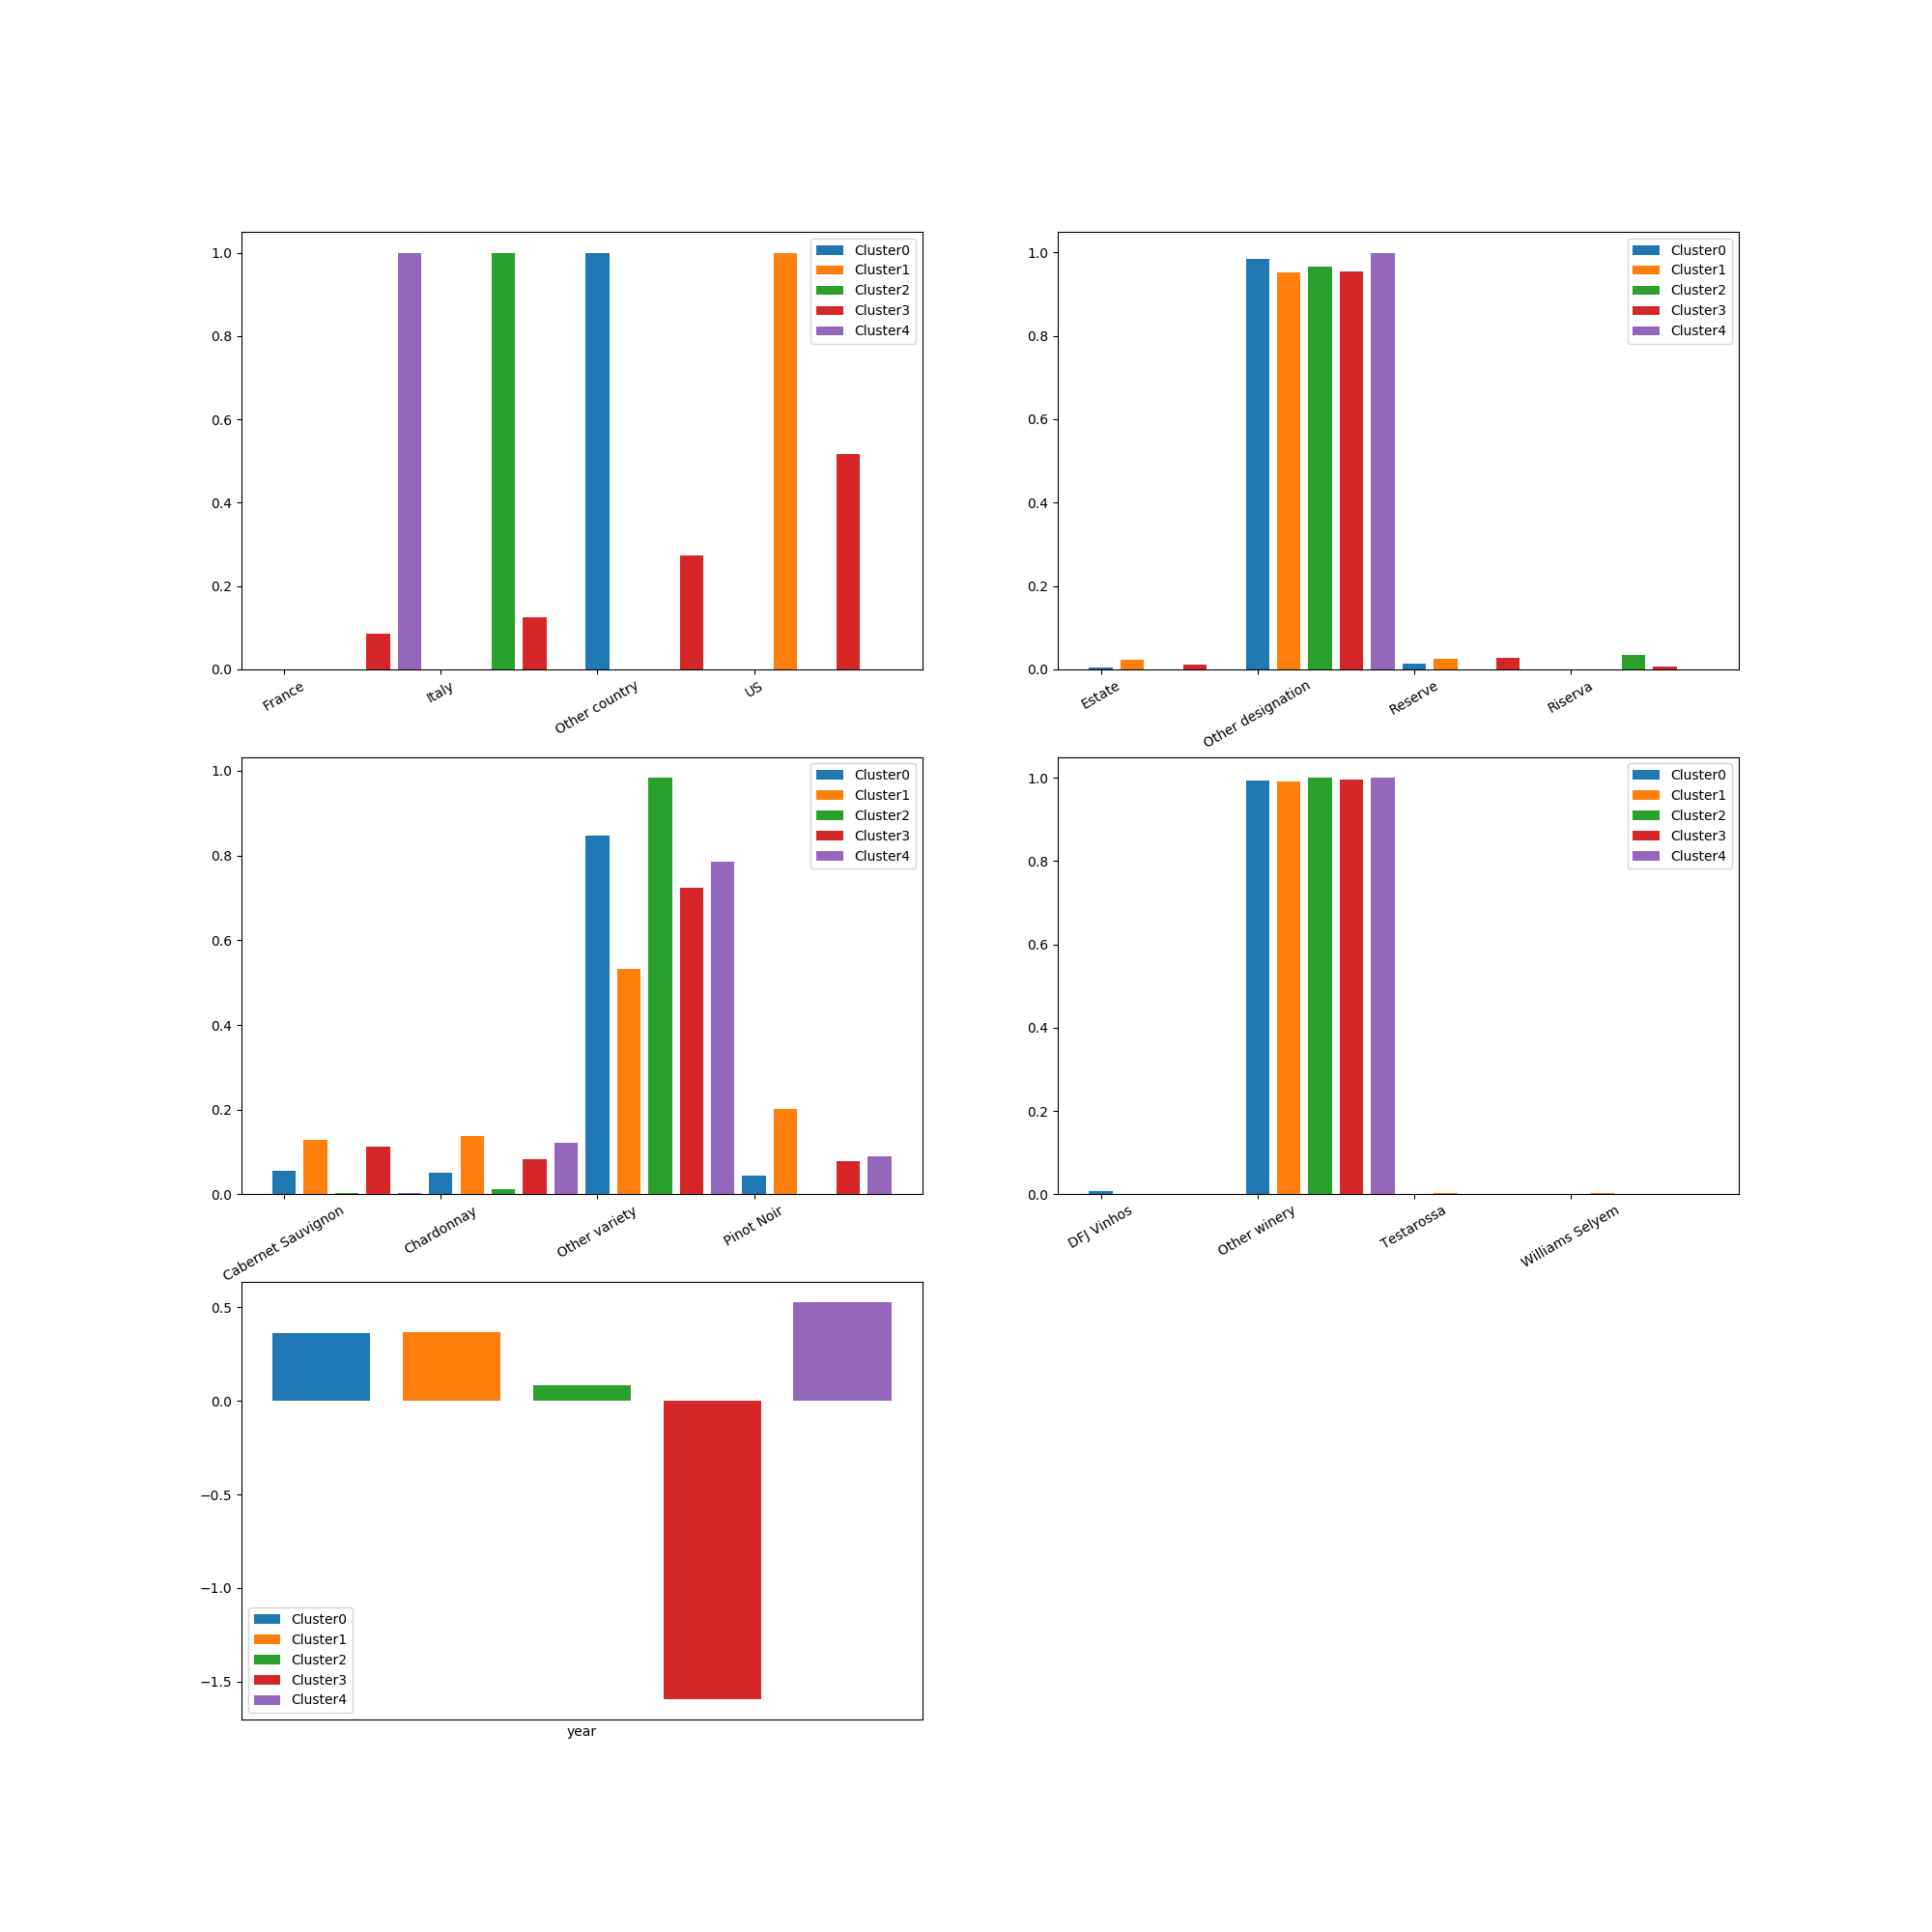 1.0
0.8
0.6
0.4
0.2
0.0
Cluster0
Cluster1
Cluster2
Cluster3
Cluster4
France
Italy
Other country
US
1.0
0.8
0.6
0.4
0.2
0.0
Cluster0
Cluster1
Cluster2
Cluster3
Cluster4
Estate
Other designation
Reserve
Riserva
1.0
0.8
0.6
0.4
0.2
0.0
Cluster0
Cluster1
Cluster2
Cluster3
Cluster4
Cabernet Sauvignon
Chardonnay
Other variety
Pinot Noir
1.0
0.8
0.6
0.4
0.2
0.0
Cluster0
Cluster1
Cluster2
Cluster3
Cluster4
DFJ Vinhos
Other winery
Testarossa
Williams Selyem
0.5
0.0
−0.5
−1.0
−1.5
Cluster0
Cluster1
Cluster2
Cluster3
Cluster4
year